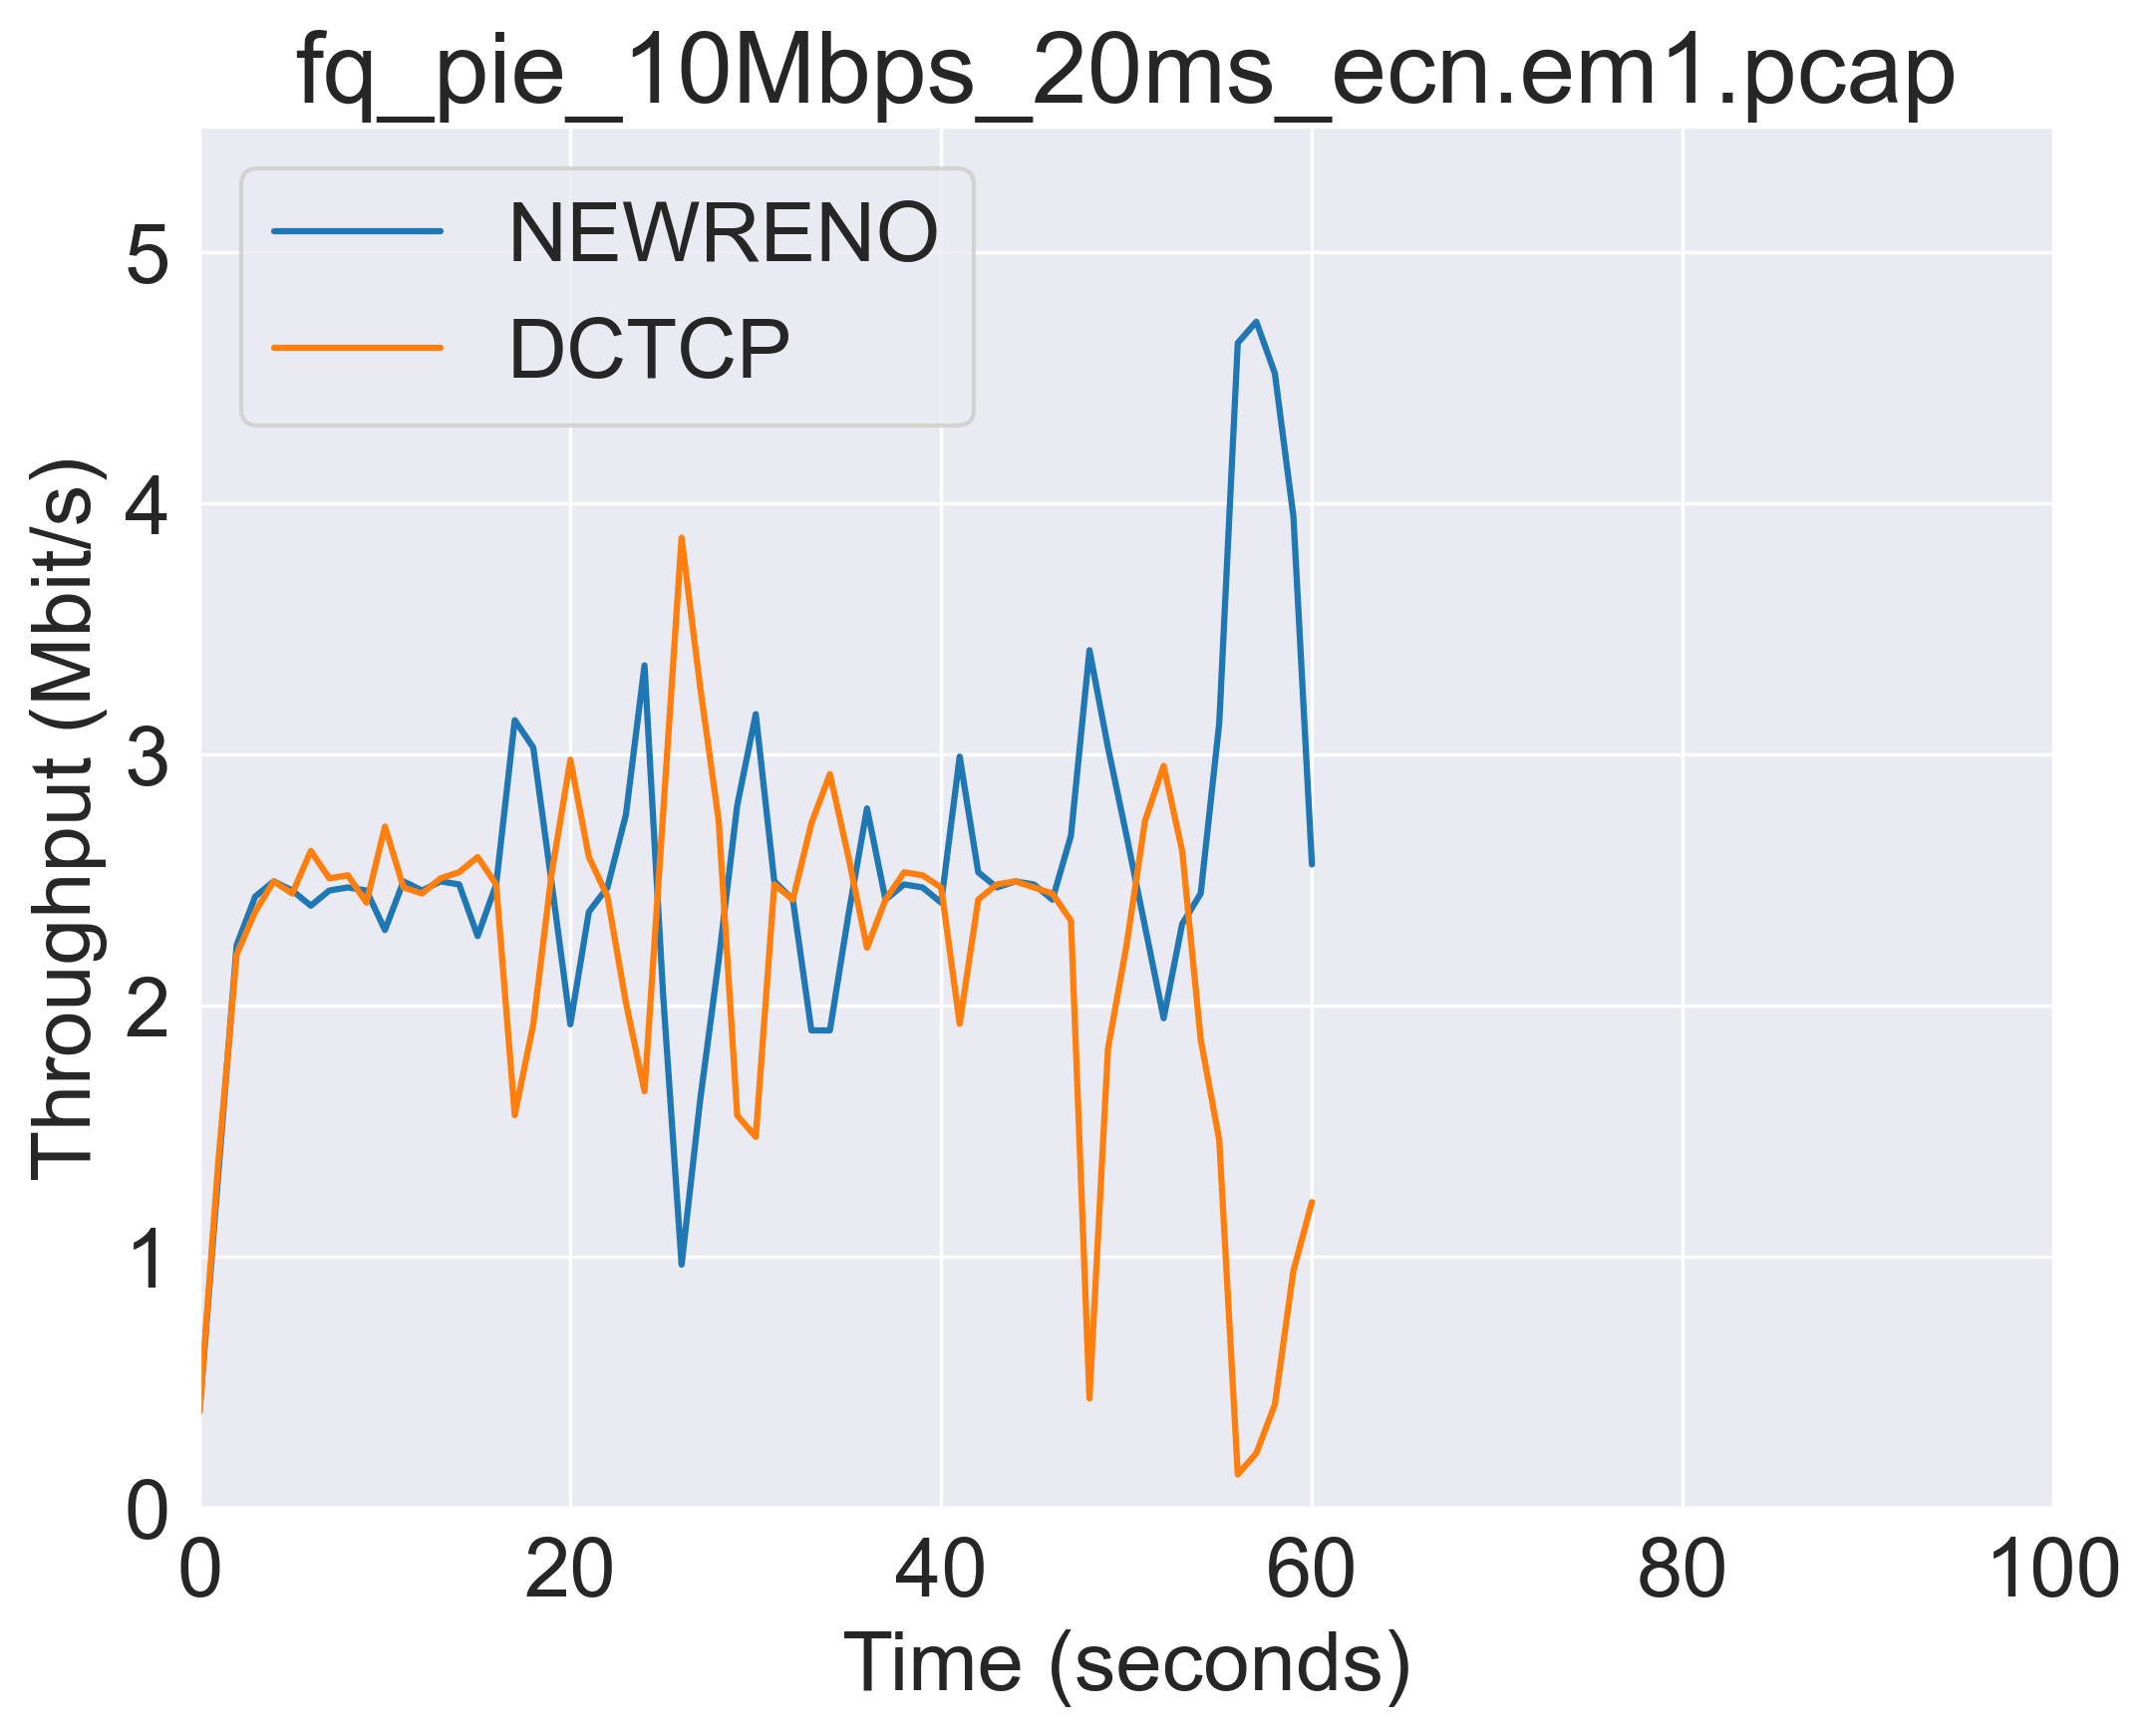 fq_pie_10Mbps_20ms_ecn.em1.pcap
NEWRENO
DCTCP
Throughput (Mbit/s)
5
4
3
2
1
0
0 20 40 60 80 100
Time (seconds)